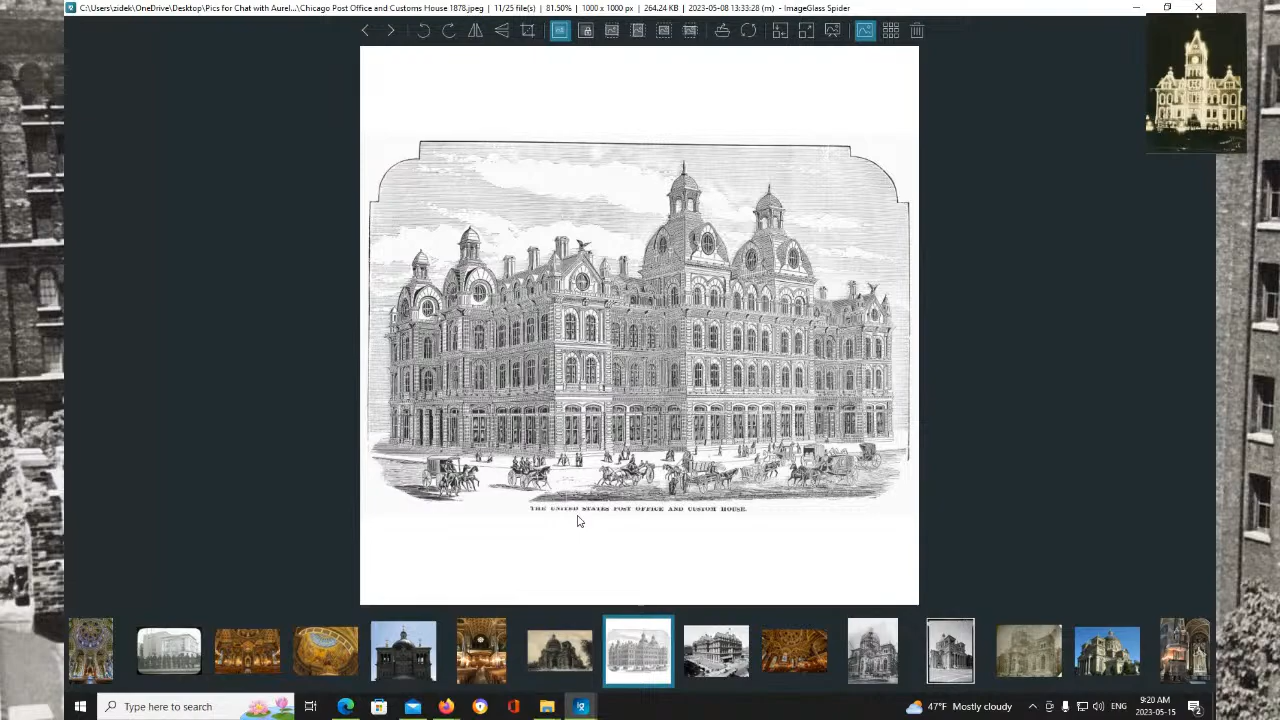 C:\Users\zidek\OneDrive\Desktop\Pics for Chat with Aurel...\Chicago Post Office and Customs House 1878.jpeg | 11/25 file(s) | 81.50% | 1000 x 1000 px | 264.24 KB | 2023-05-08 13:33:28 (m) - ImageGlass Spider
THE UNITED STATES POST OFFICE AND CUSTOM HOUSE.
Type here to search
47°F Mostly cloudy
ENG
9:20 AM
2023-05-15
2